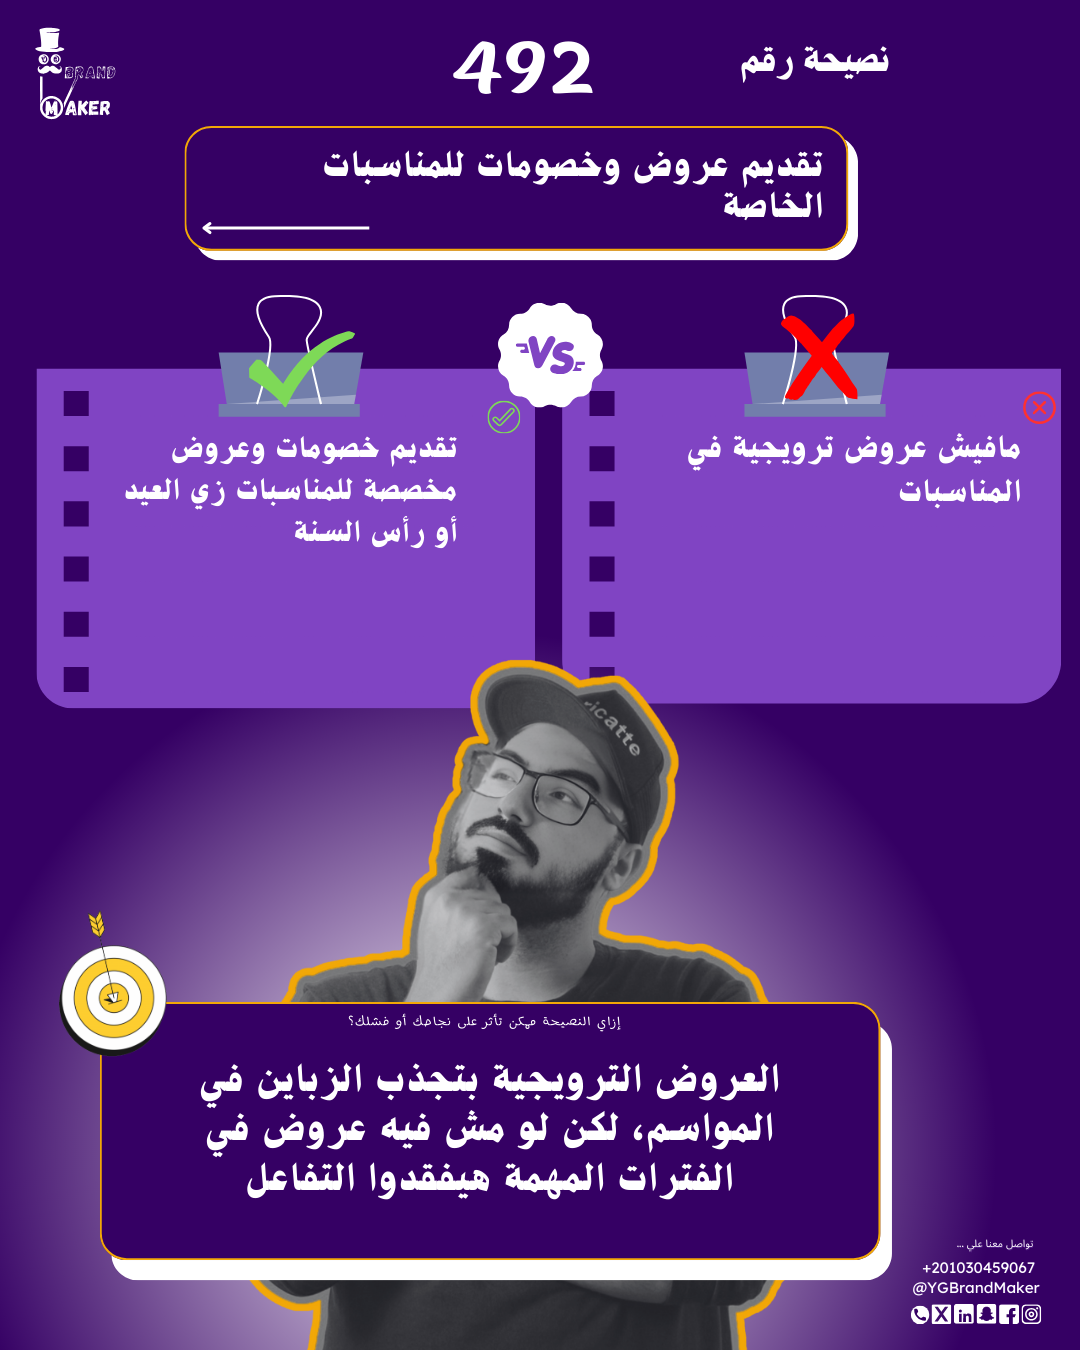 BRAND
MAKER
نصيحة رقم
492
تقديم عروض وخصومات للمناسبات
الخاصة
VS
مافيش عروض ترويجية في
المناسبات
تقديم خصومات وعروض
مخصصة للمناسبات زي العيد
أو رأس السنة
icatte
إزاي النصيحة ممكن تأثر على نجاحك أو فشلك؟
العروض الترويجية بتجذب الزباين في
المواسم، لكن لو مش فيه عروض في
الفترات المهمة هيفقدوا التفاعل
تواصل معنا علي ...
+201030459067
@YGBrandMaker